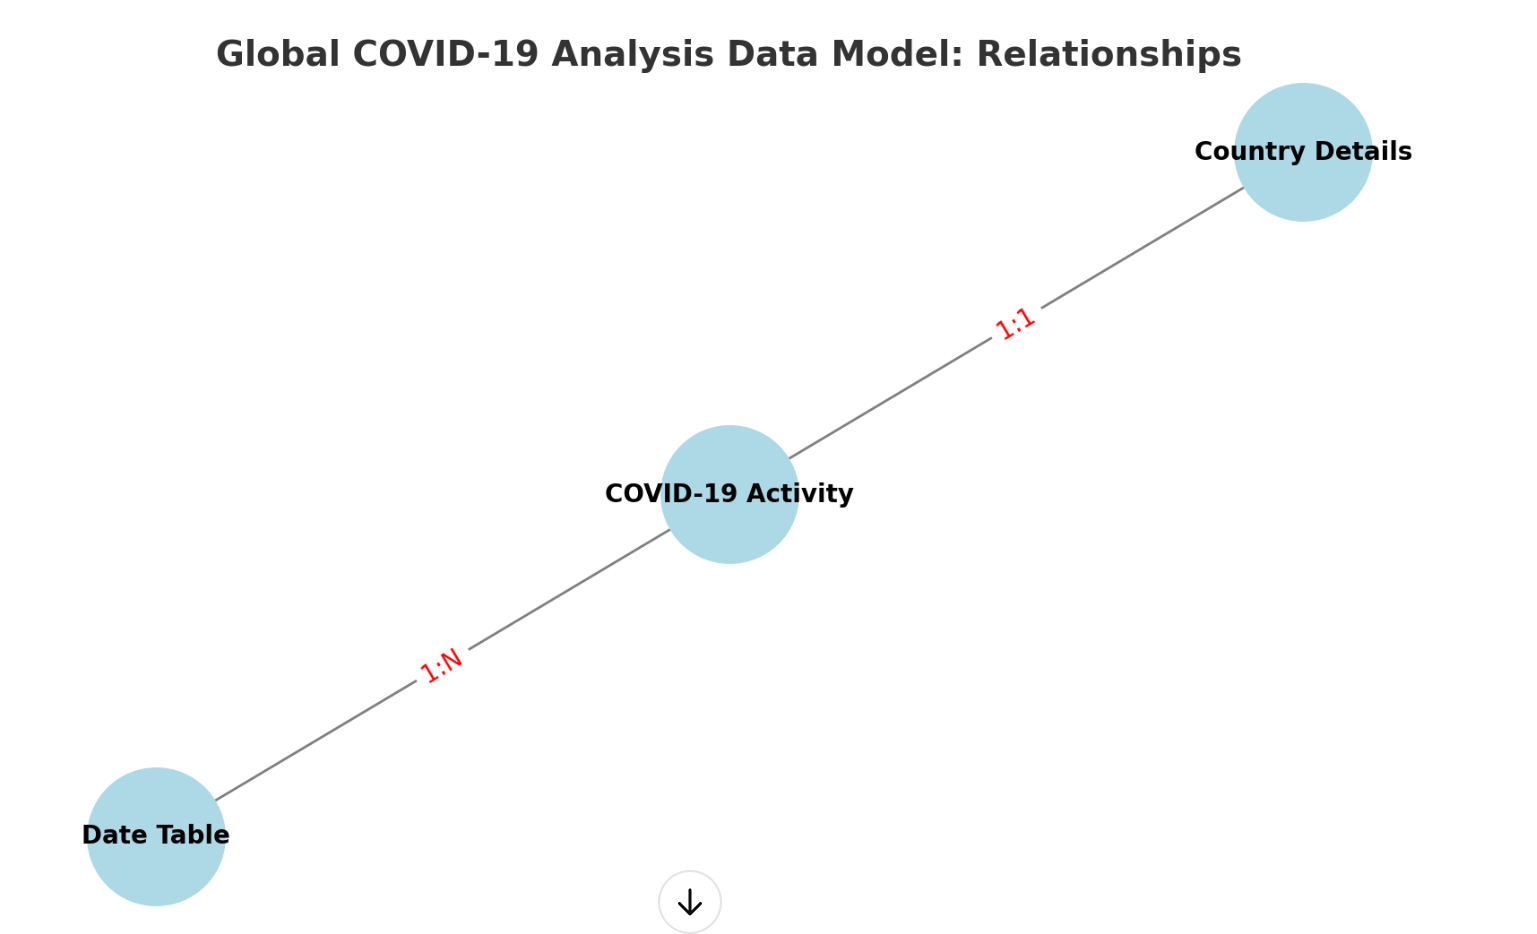 Global COVID-19 Analysis Data Model: Relationships
Country Details
1:1
COVID-19 Activity
1:N
Date Table